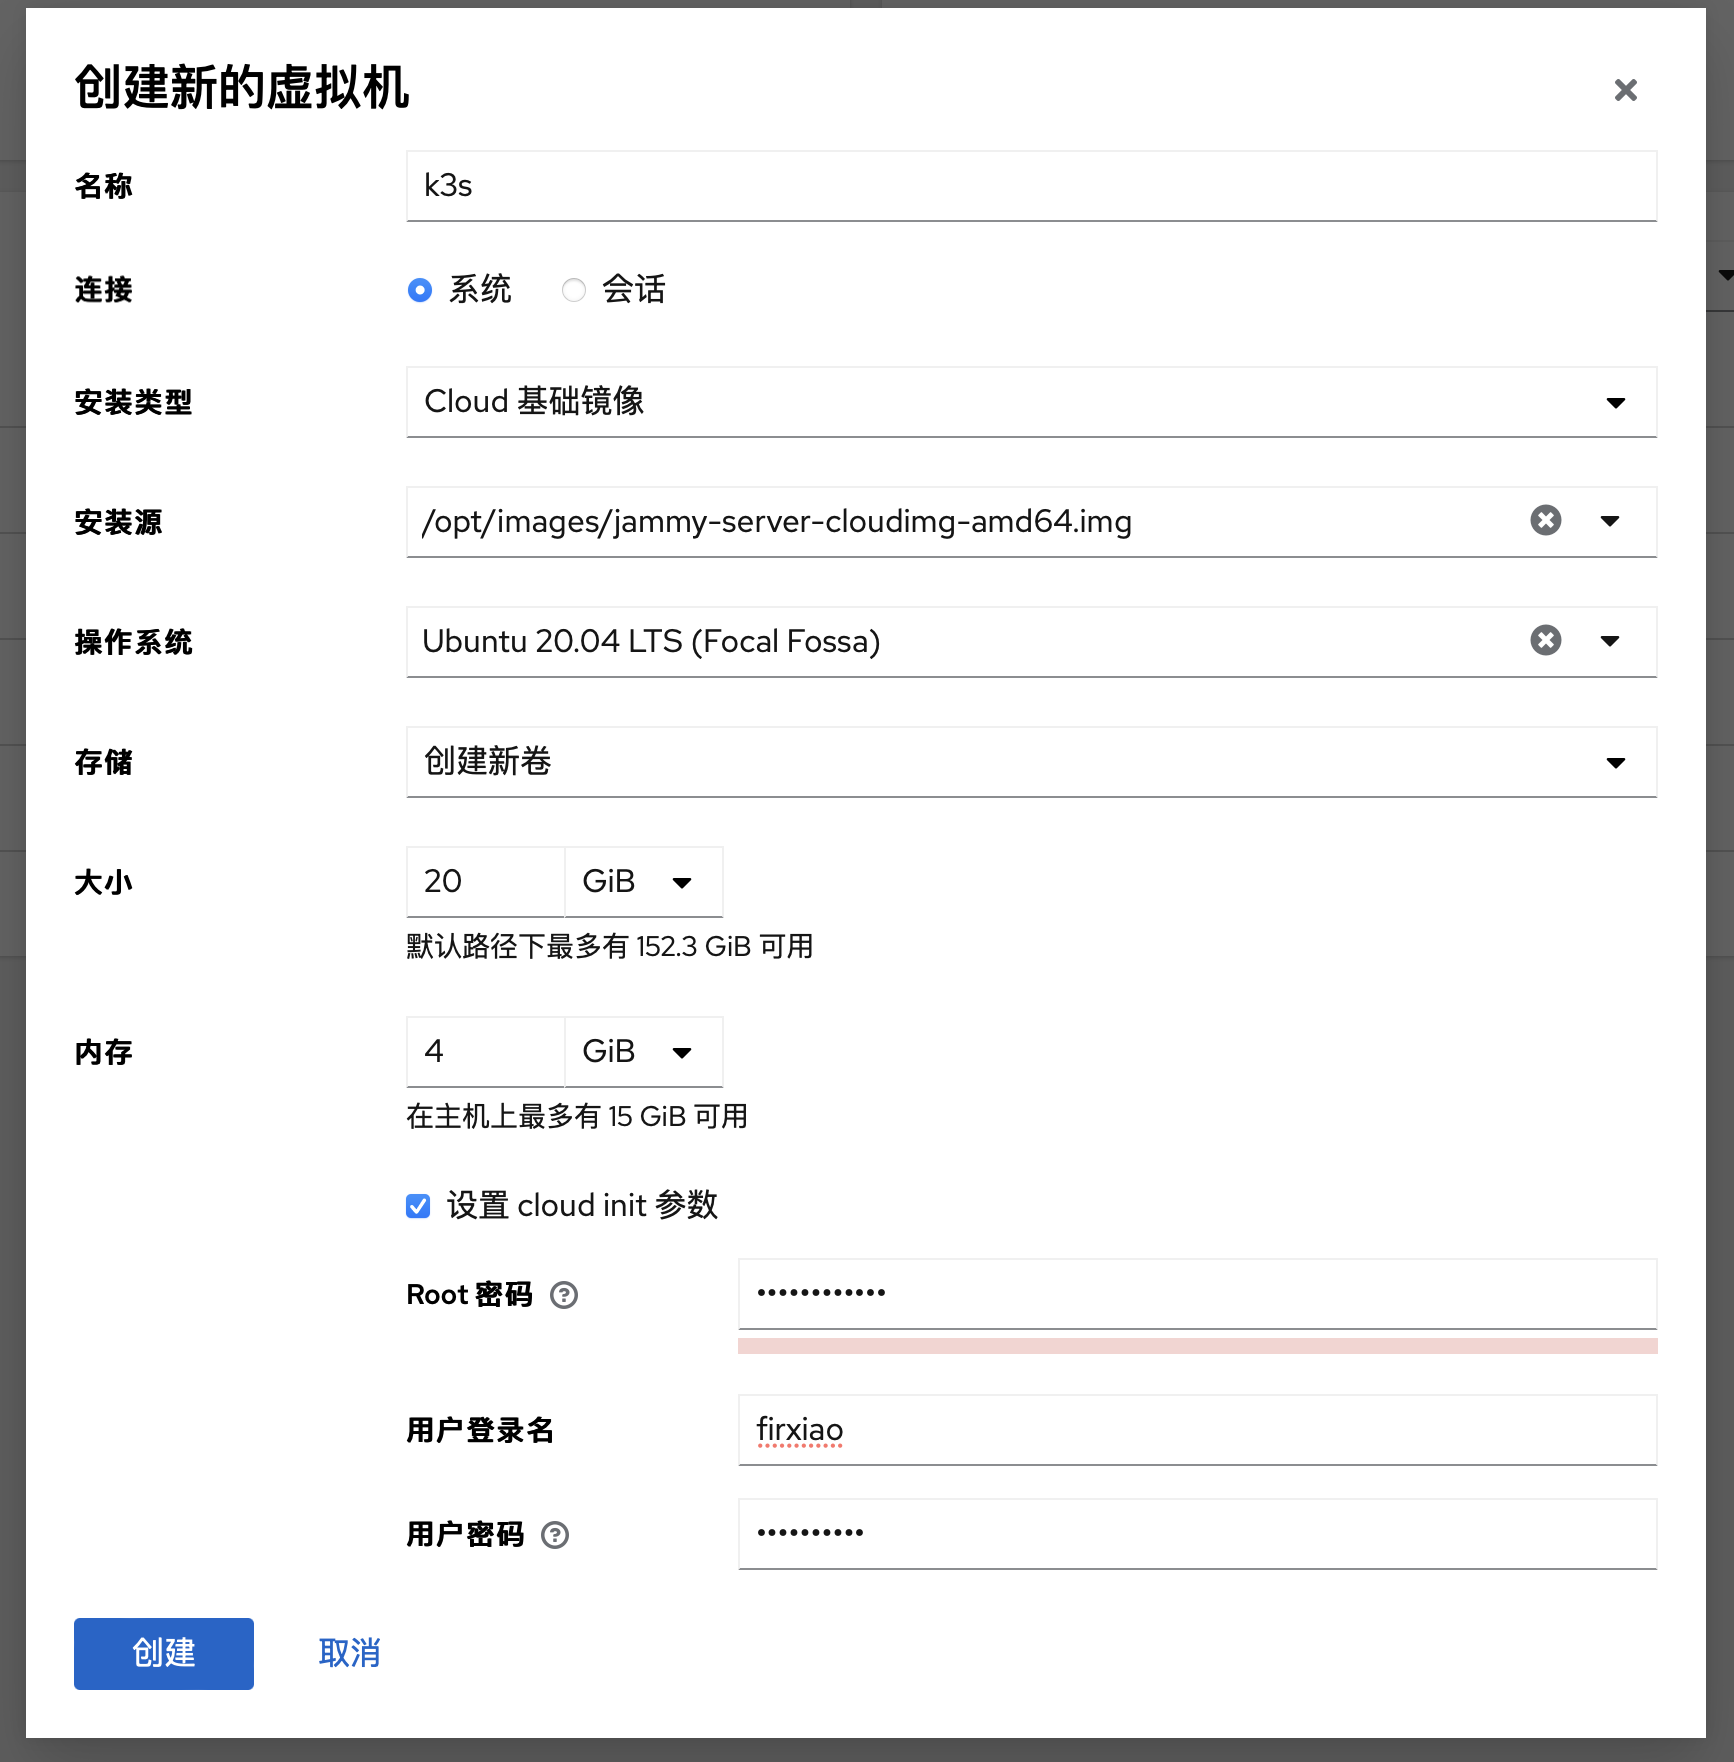 创建新的虚拟机
名称 k3s
连接 系统 会话
安装类型 Cloud 基础镜像
安装源 /opt/images/jammy-server-cloudimg-amd64.img
操作系统 Ubuntu 20.04 LTS (Focal Fossa)
存储 创建新卷
大小 20 GiB
默认路径下最多有 152.3 GiB 可用
内存 4 GiB
在主机上最多有 15 GiB 可用
设置 cloud init 参数
Root 密码 ••••••••••••
用户登录名 firxiao
用户密码 ••••••••••
创建 取消